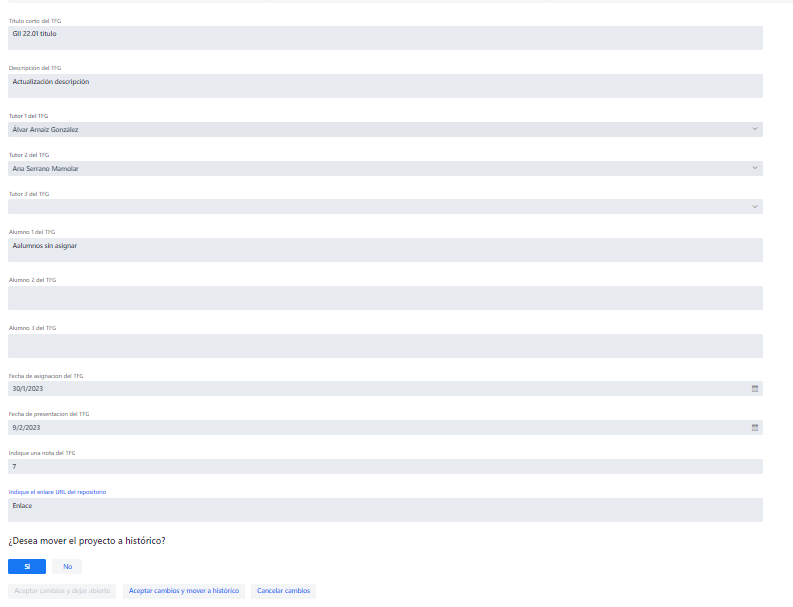 Título corto del TFG
GII 22.01 titulo
Descripción del TFG
Actualización descripción
Tutor 1 del TFG
Álvar Arnaiz González
Tutor 2 del TFG
Ana Serrano Mamolar
Tutor 3 del TFG
Alumno 1 del TFG
Aalumnos sin asignar
Alumno 2 del TFG
Alumno 3 del TFG
Fecha de asignacion del TFG
30/1/2023
Fecha de presentacion del TFG
9/2/2023
Indique una nota del TFG
7
Indique el enlace URL del repositorio
Enlace
¿Desea mover el proyecto a histórico?
Sí No
Aceptar cambios y dejar abierto Aceptar cambios y mover a histórico Cancelar cambios